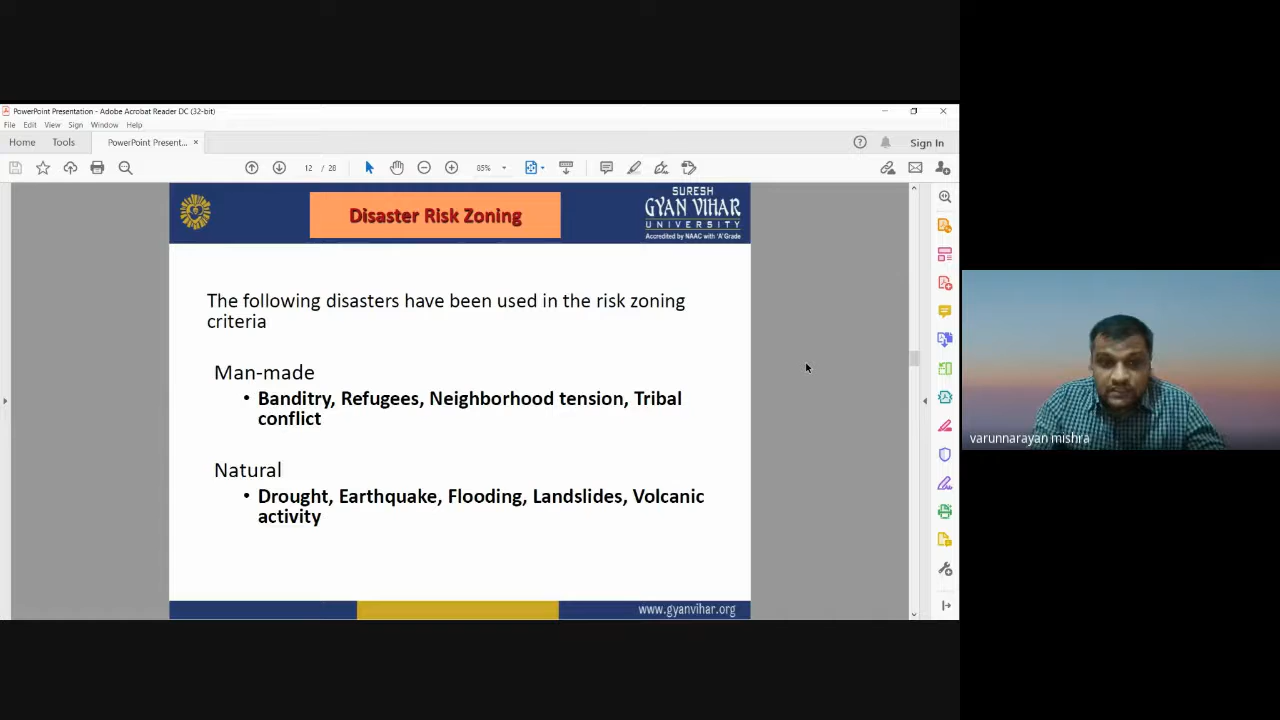 PowerPoint Presentation - Adobe Acrobat Reader DC (32-bit)
File Edit View Sign Window Help
Home Tools PowerPoint Present... × Sign In
12 / 28 85%
Disaster Risk Zoning
SURESH
GYAN VIHAR
UNIVERSITY
Accredited by NAAC with 'A' Grade
The following disasters have been used in the risk zoning
criteria
Man-made
• Banditry, Refugees, Neighborhood tension, Tribal
conflict
Natural
• Drought, Earthquake, Flooding, Landslides, Volcanic
activity
www.gyanvihar.org
varunnarayan mishra